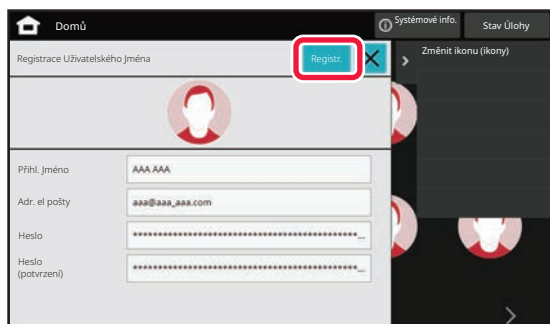 Domů
Systémové info.
Stav Úlohy
Registrace Uživatelského Jména
Registr.
Změnit ikonu (ikony)
Přihl. Jméno
AAA AAA
Adr. el pošty
aaa@aaa_aaa.com
Heslo
**********************************************...
Heslo
(potvrzení)
**********************************************...